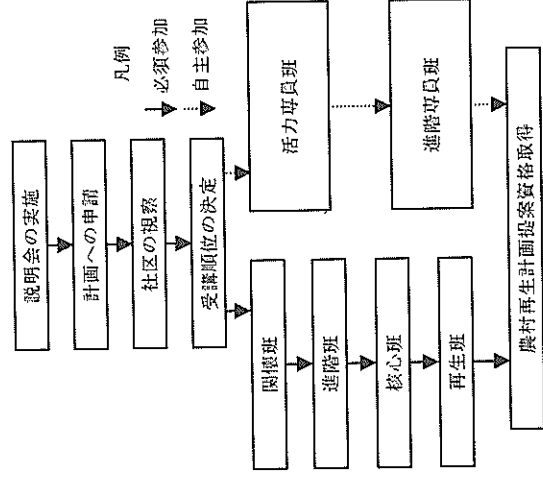 凡例
必須参加
自主参加
説明会の実施
計画への申請
社区の視察
受講順位の決定
関懐班
進階班
核心班
再生班
活力専員班
進階専員班
農村再生計画提案資格取得